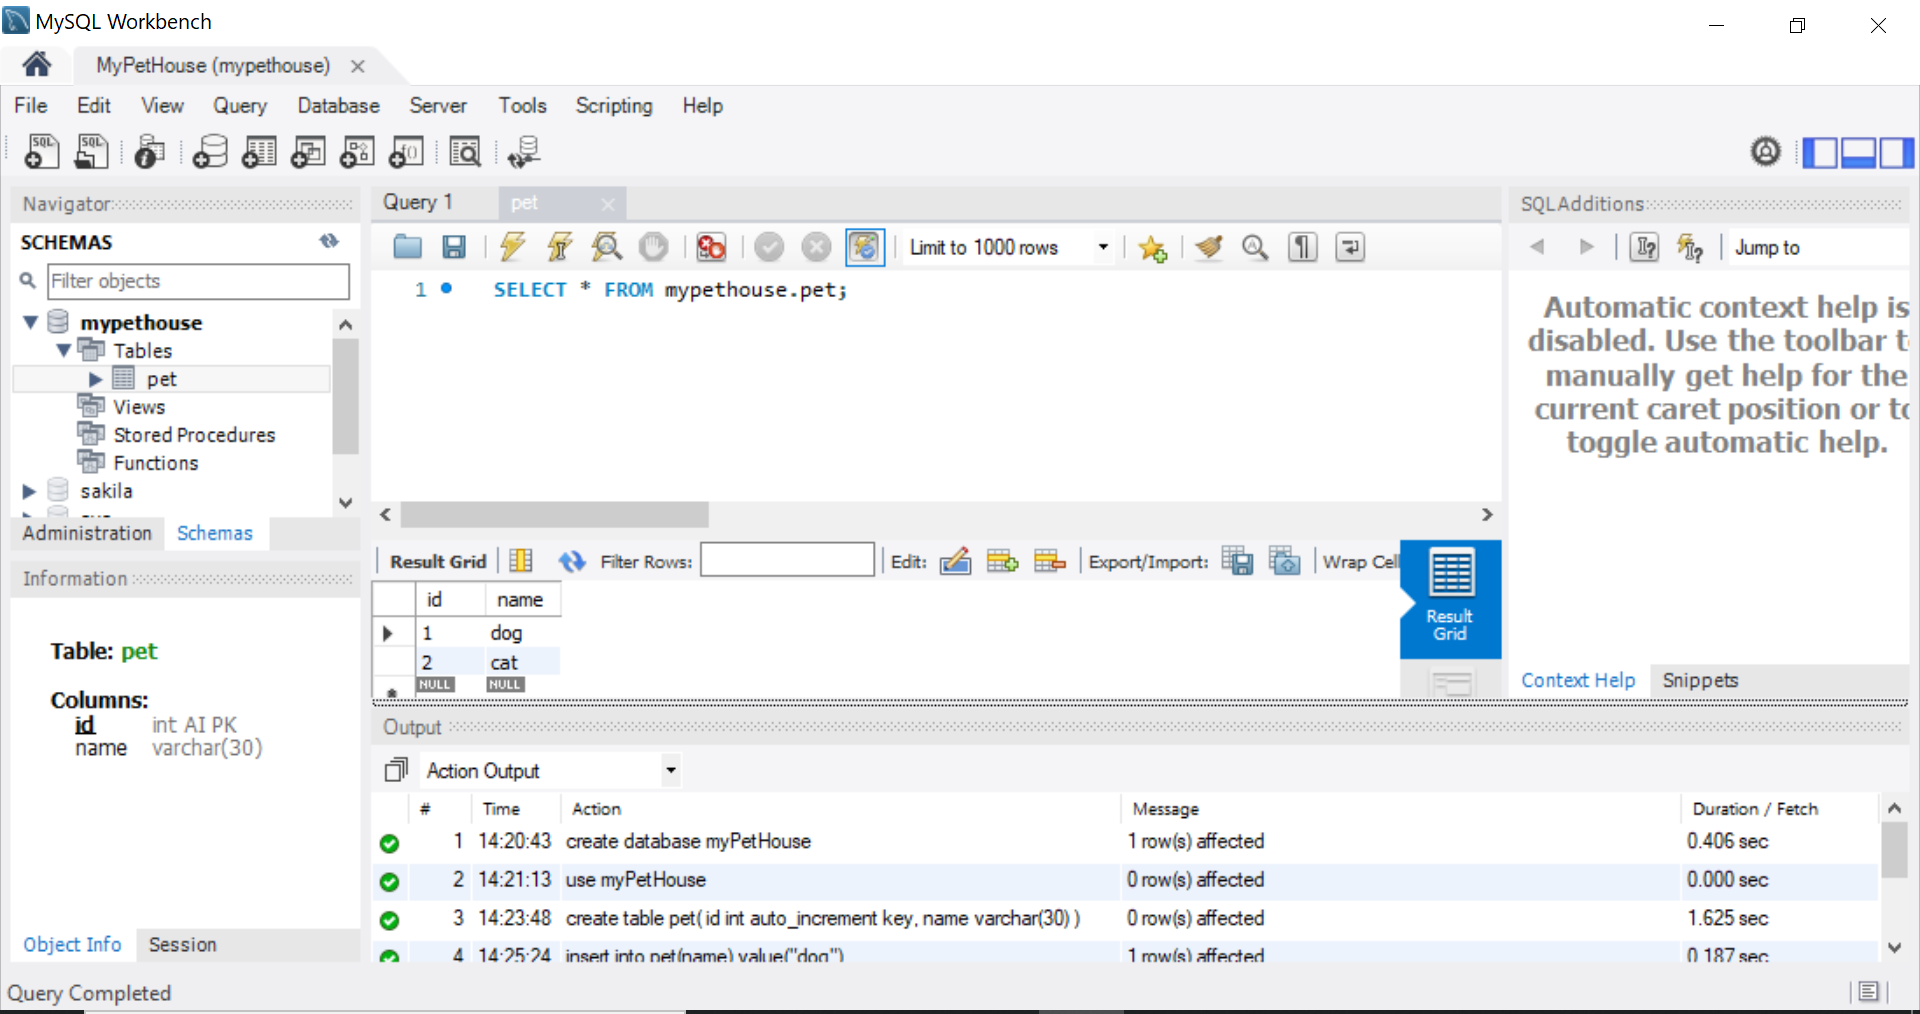 MySQL Workbench
MyPetHouse (mypethouse)
File Edit View Query Database Server Tools Scripting Help
Navigator
SCHEMAS
Filter objects
mypethouse
Tables
pet
Views
Stored Procedures
Functions
sakila
Administration Schemas
Information
Table: pet
Columns:
id int AI PK
name varchar(30)
Object Info Session
Query 1 pet
Limit to 1000 rows
1 SELECT * FROM mypethouse.pet;
Result Grid Filter Rows: Edit: Export/Import: Wrap Cell
id name
1 dog
2 cat
NULL NULL
Result
Grid
SQLAdditions
Jump to
Automatic context help is
disabled. Use the toolbar t
manually get help for the
current caret position or to
toggle automatic help.
Context Help Snippets
Output
Action Output
# Time Action Message Duration / Fetch
1 14:20:43 create database myPetHouse 1 row(s) affected 0.406 sec
2 14:21:13 use myPetHouse 0 row(s) affected 0.000 sec
3 14:23:48 create table pet( id int auto_increment key, name varchar(30) ) 0 row(s) affected 1.625 sec
4 14:25:24 insert into pet(name) value("dog") 1 row(s) affected 0.187 sec
Query Completed